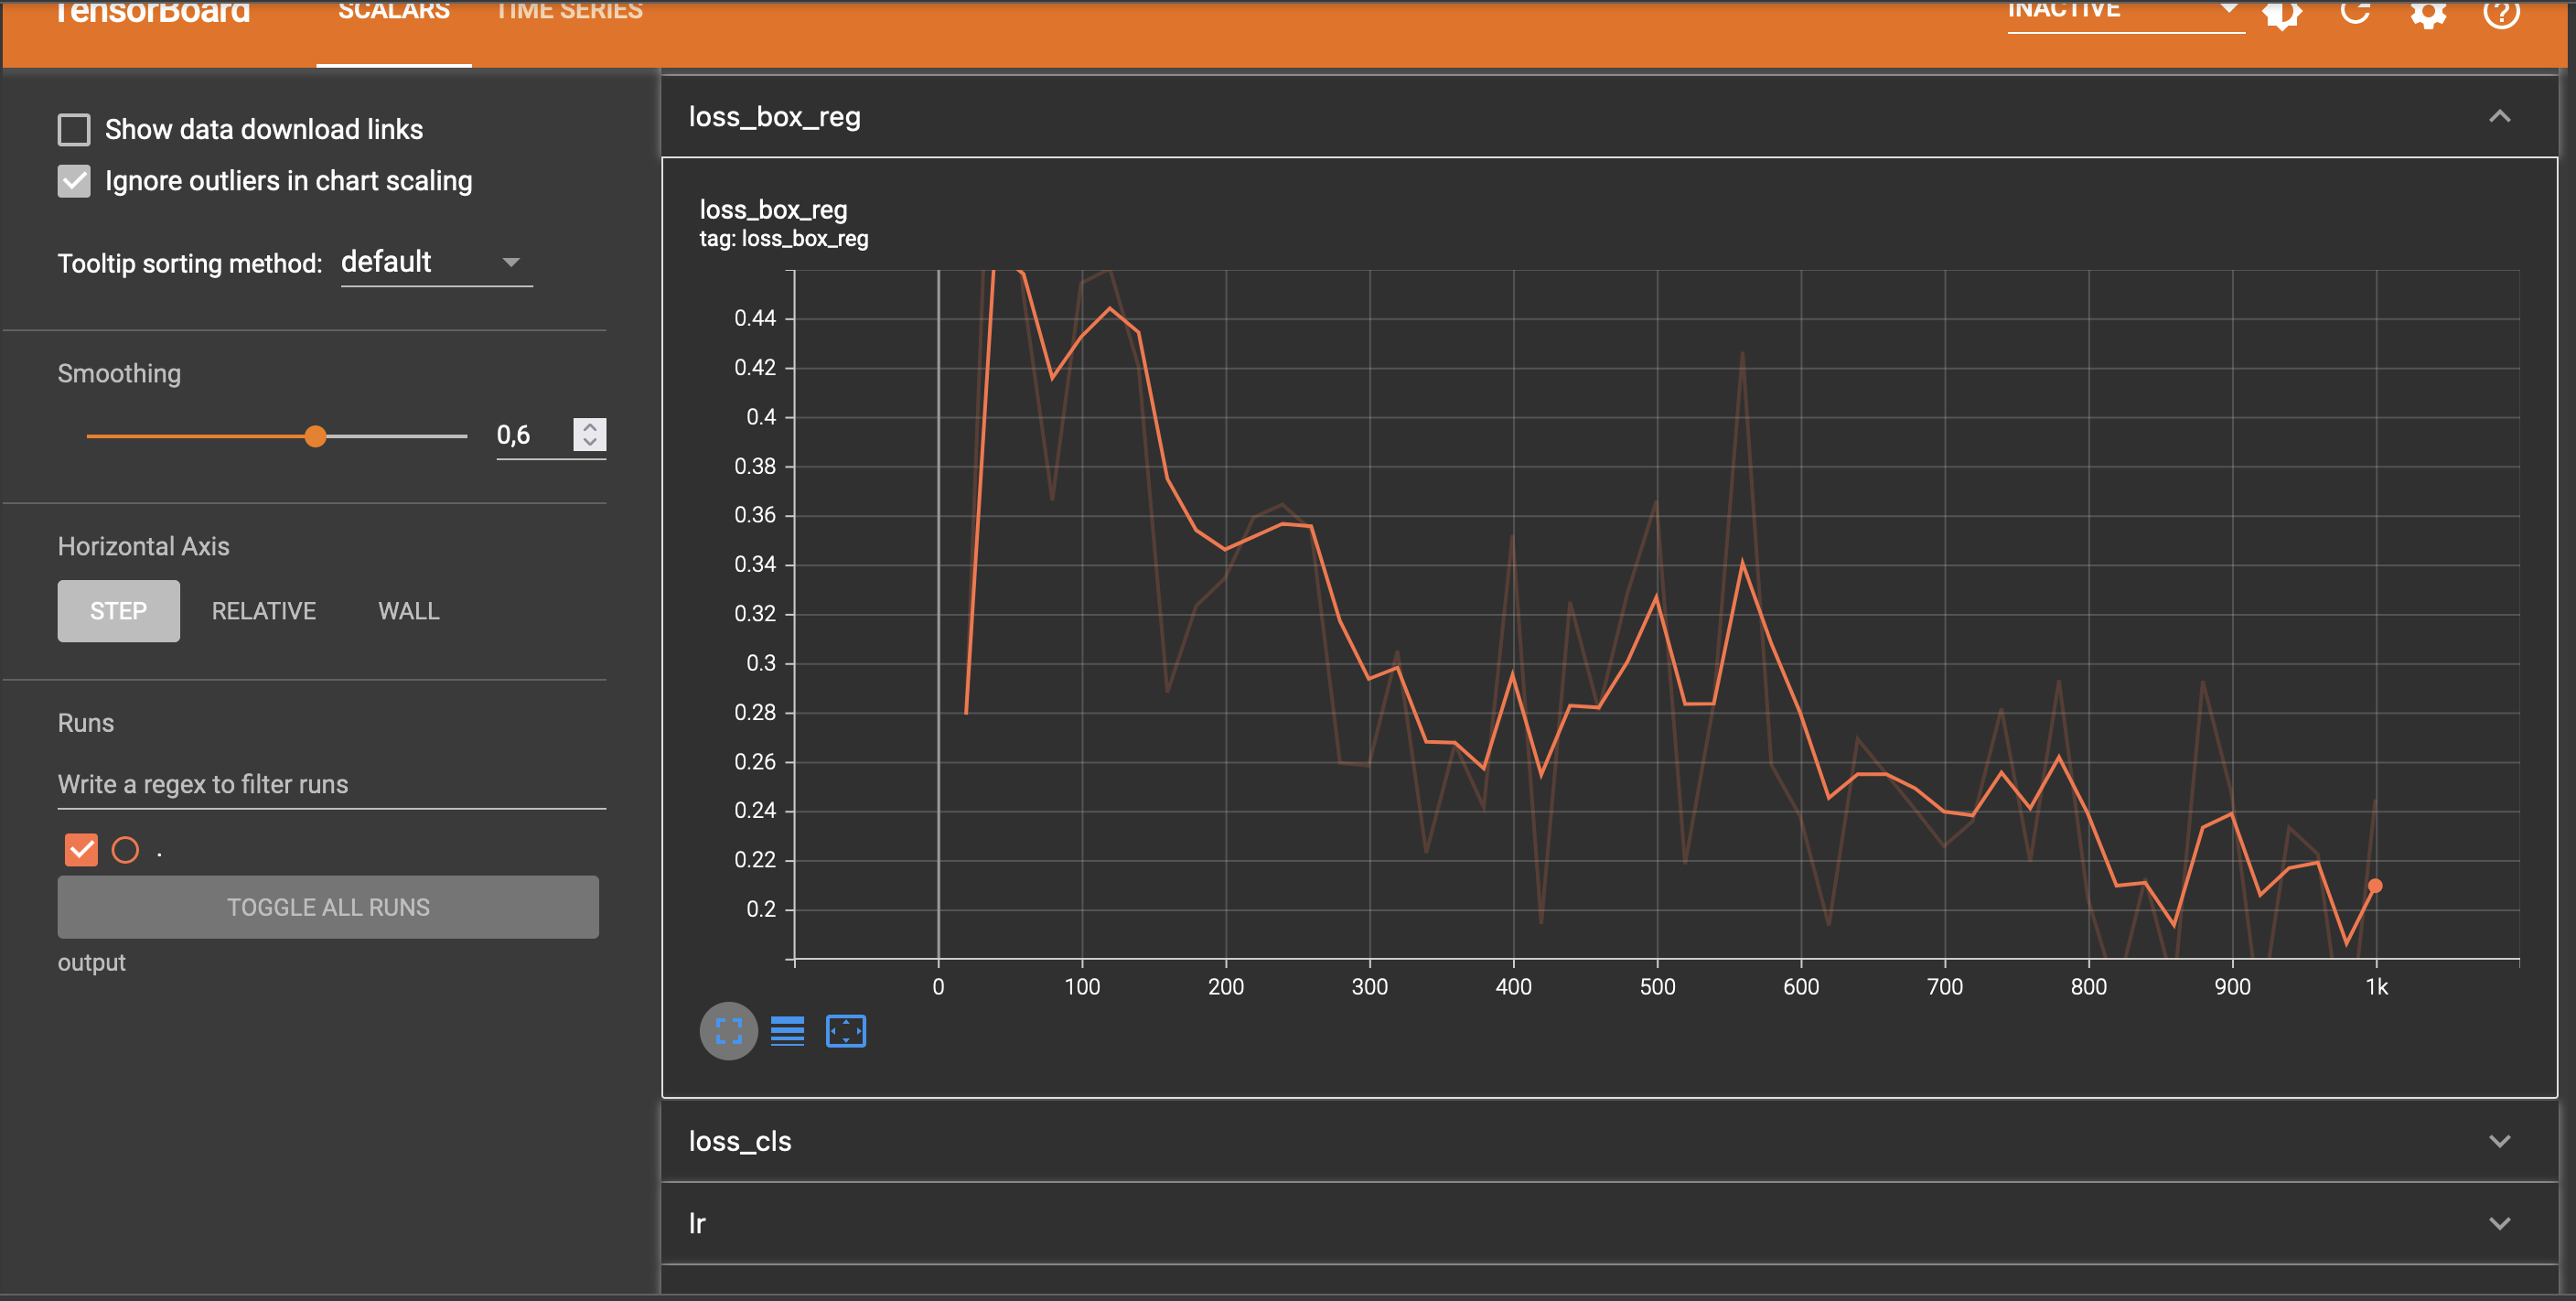 TensorBoard SCALARS TIME SERIES INACTIVE
Show data download links
Ignore outliers in chart scaling
Tooltip sorting method: default
Smoothing
0,6
Horizontal Axis
STEP RELATIVE WALL
Runs
Write a regex to filter runs
.
TOGGLE ALL RUNS
output
loss_box_reg
loss_box_reg
tag: loss_box_reg
0.44
0.42
0.4
0.38
0.36
0.34
0.32
0.3
0.28
0.26
0.24
0.22
0.2
0 100 200 300 400 500 600 700 800 900 1k
loss_cls
lr